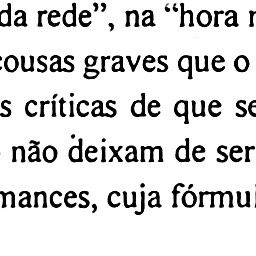 da rede”, na “hora
cousas graves que o
s críticas de que se
não deixam de ser
mances, cuja fórmu